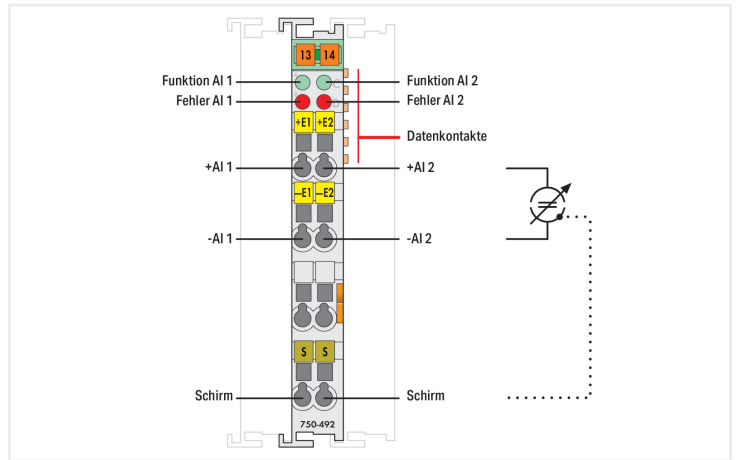 13 14
Funktion AI 1
Funktion AI 2
Fehler AI 1
Fehler AI 2
+E1 +E2
Datenkontakte
+AI 1
+AI 2
–E1 –E2
-AI 1
-AI 2
S S
Schirm
Schirm
750-492